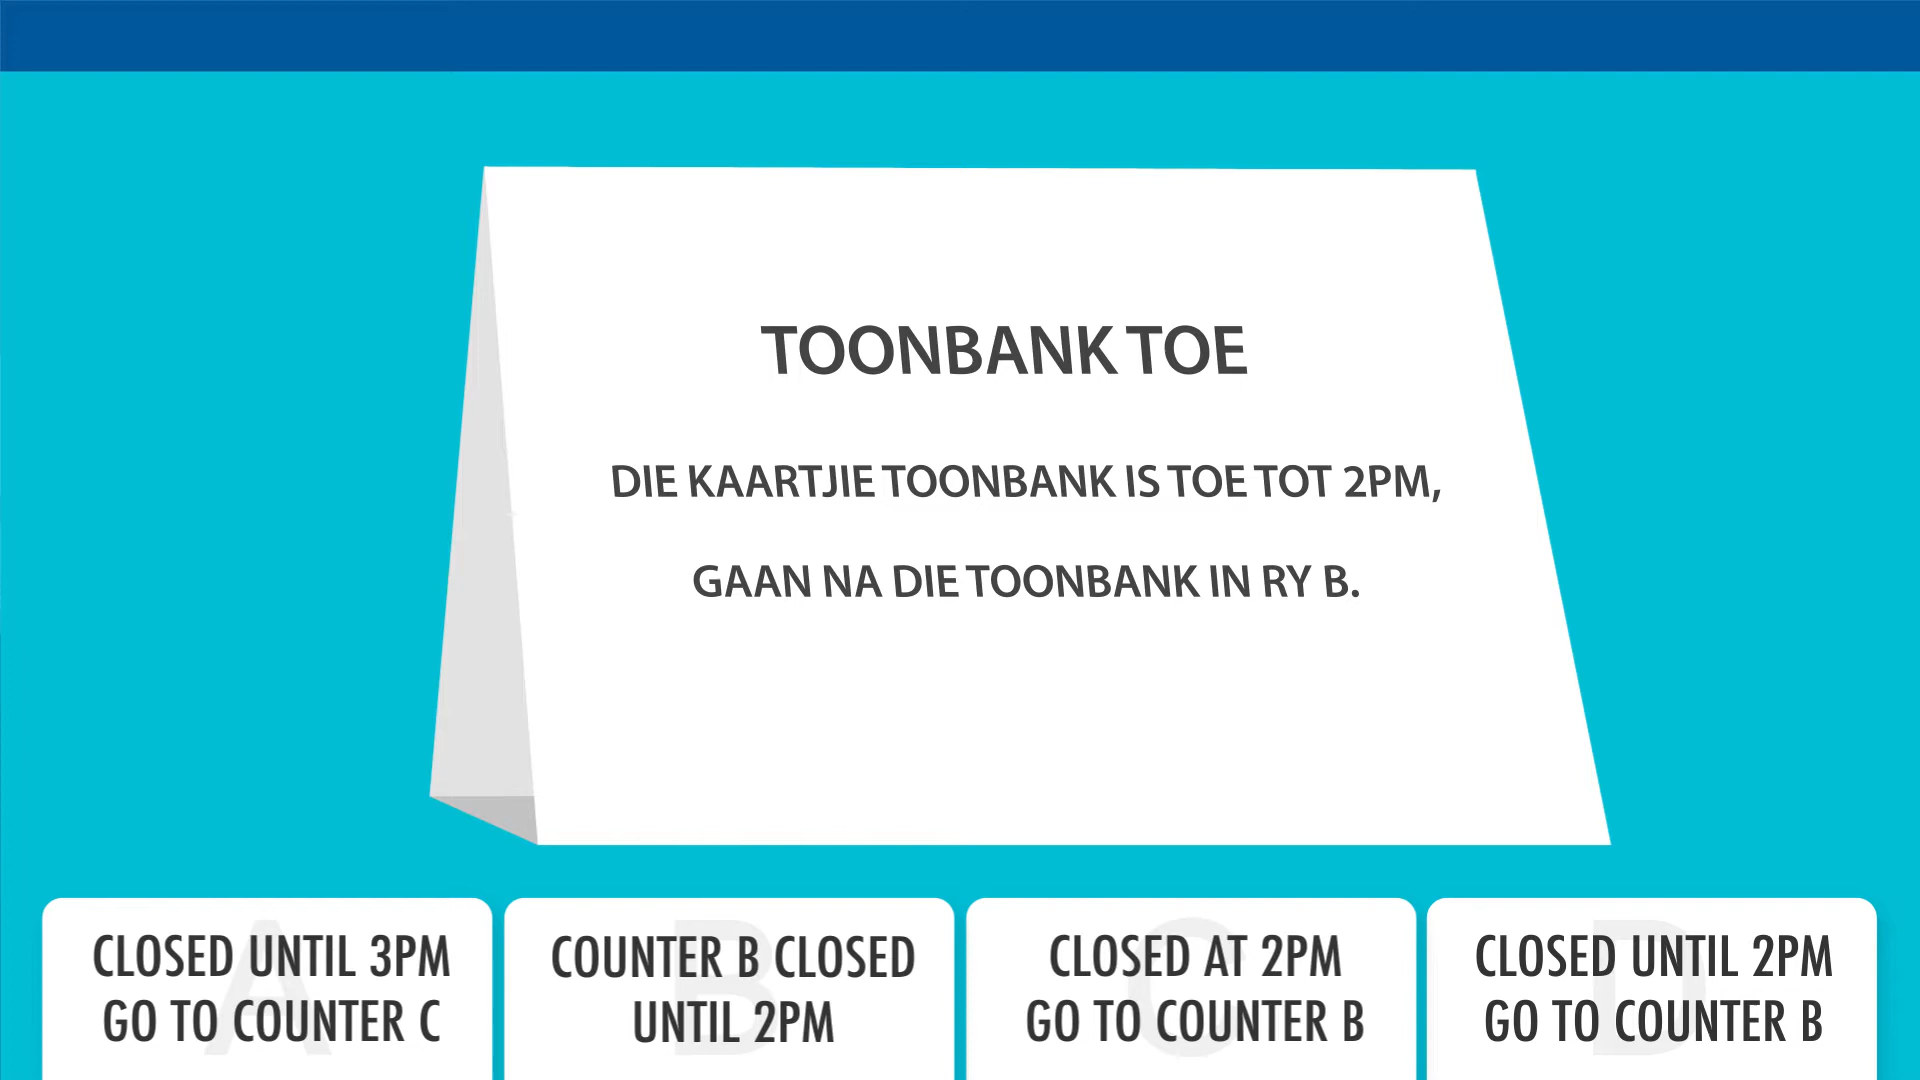 TOONBANK TOE
DIE KAARTJIE TOONBANK IS TOE TOT 2PM,
GAAN NA DIE TOONBANK IN RY B.
A
CLOSED UNTIL 3PM
GO TO COUNTER C
B
COUNTER B CLOSED
UNTIL 2PM
C
CLOSED AT 2PM
GO TO COUNTER B
D
CLOSED UNTIL 2PM
GO TO COUNTER B